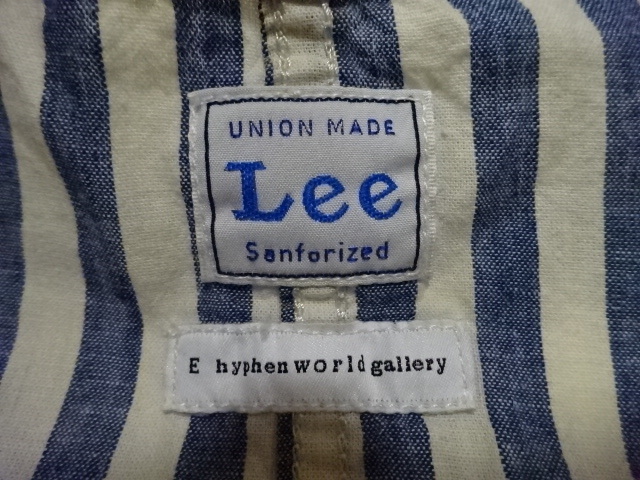 UNION MADE
Lee
Sanforized
E hyphen world gallery